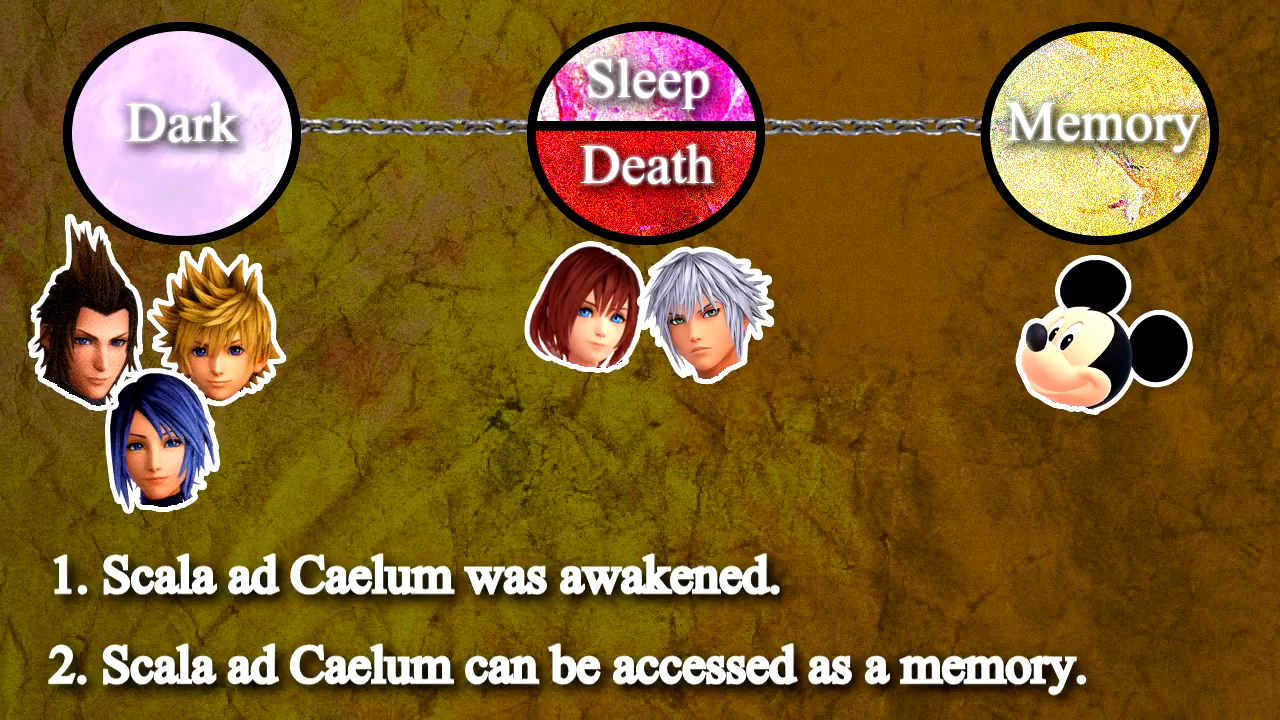 Dark
Sleep
Death
Memory
1. Scala ad Caelum was awakened.
2. Scala ad Caelum can be accessed as a memory.